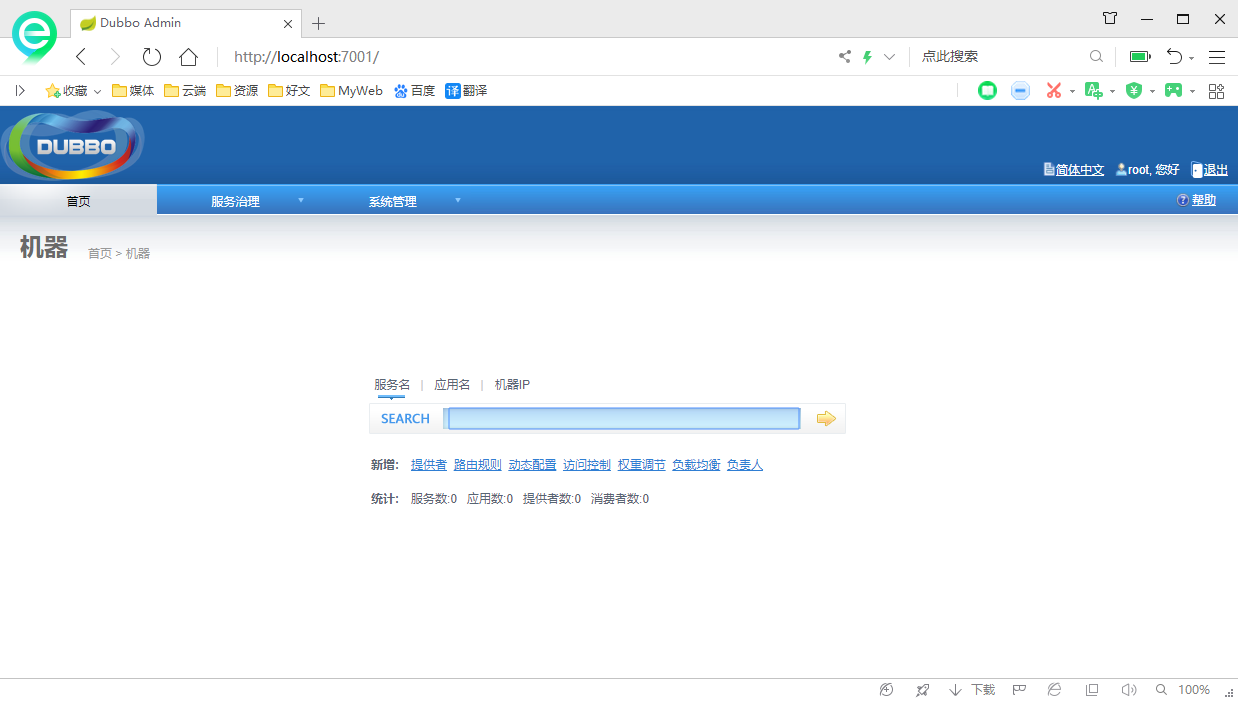 Dubbo Admin
http://localhost:7001/
点此搜索
收藏 媒体 云端 资源 好文 MyWeb 百度 译 翻译
DUBBO
简体中文 root, 您好 退出
首页 服务治理 系统管理 帮助
机器 首页 > 机器
服务名 | 应用名 | 机器IP
SEARCH
新增: 提供者 路由规则 动态配置 访问控制 权重调节 负载均衡 负责人
统计: 服务数:0 应用数:0 提供者数:0 消费者数:0
下载 100%